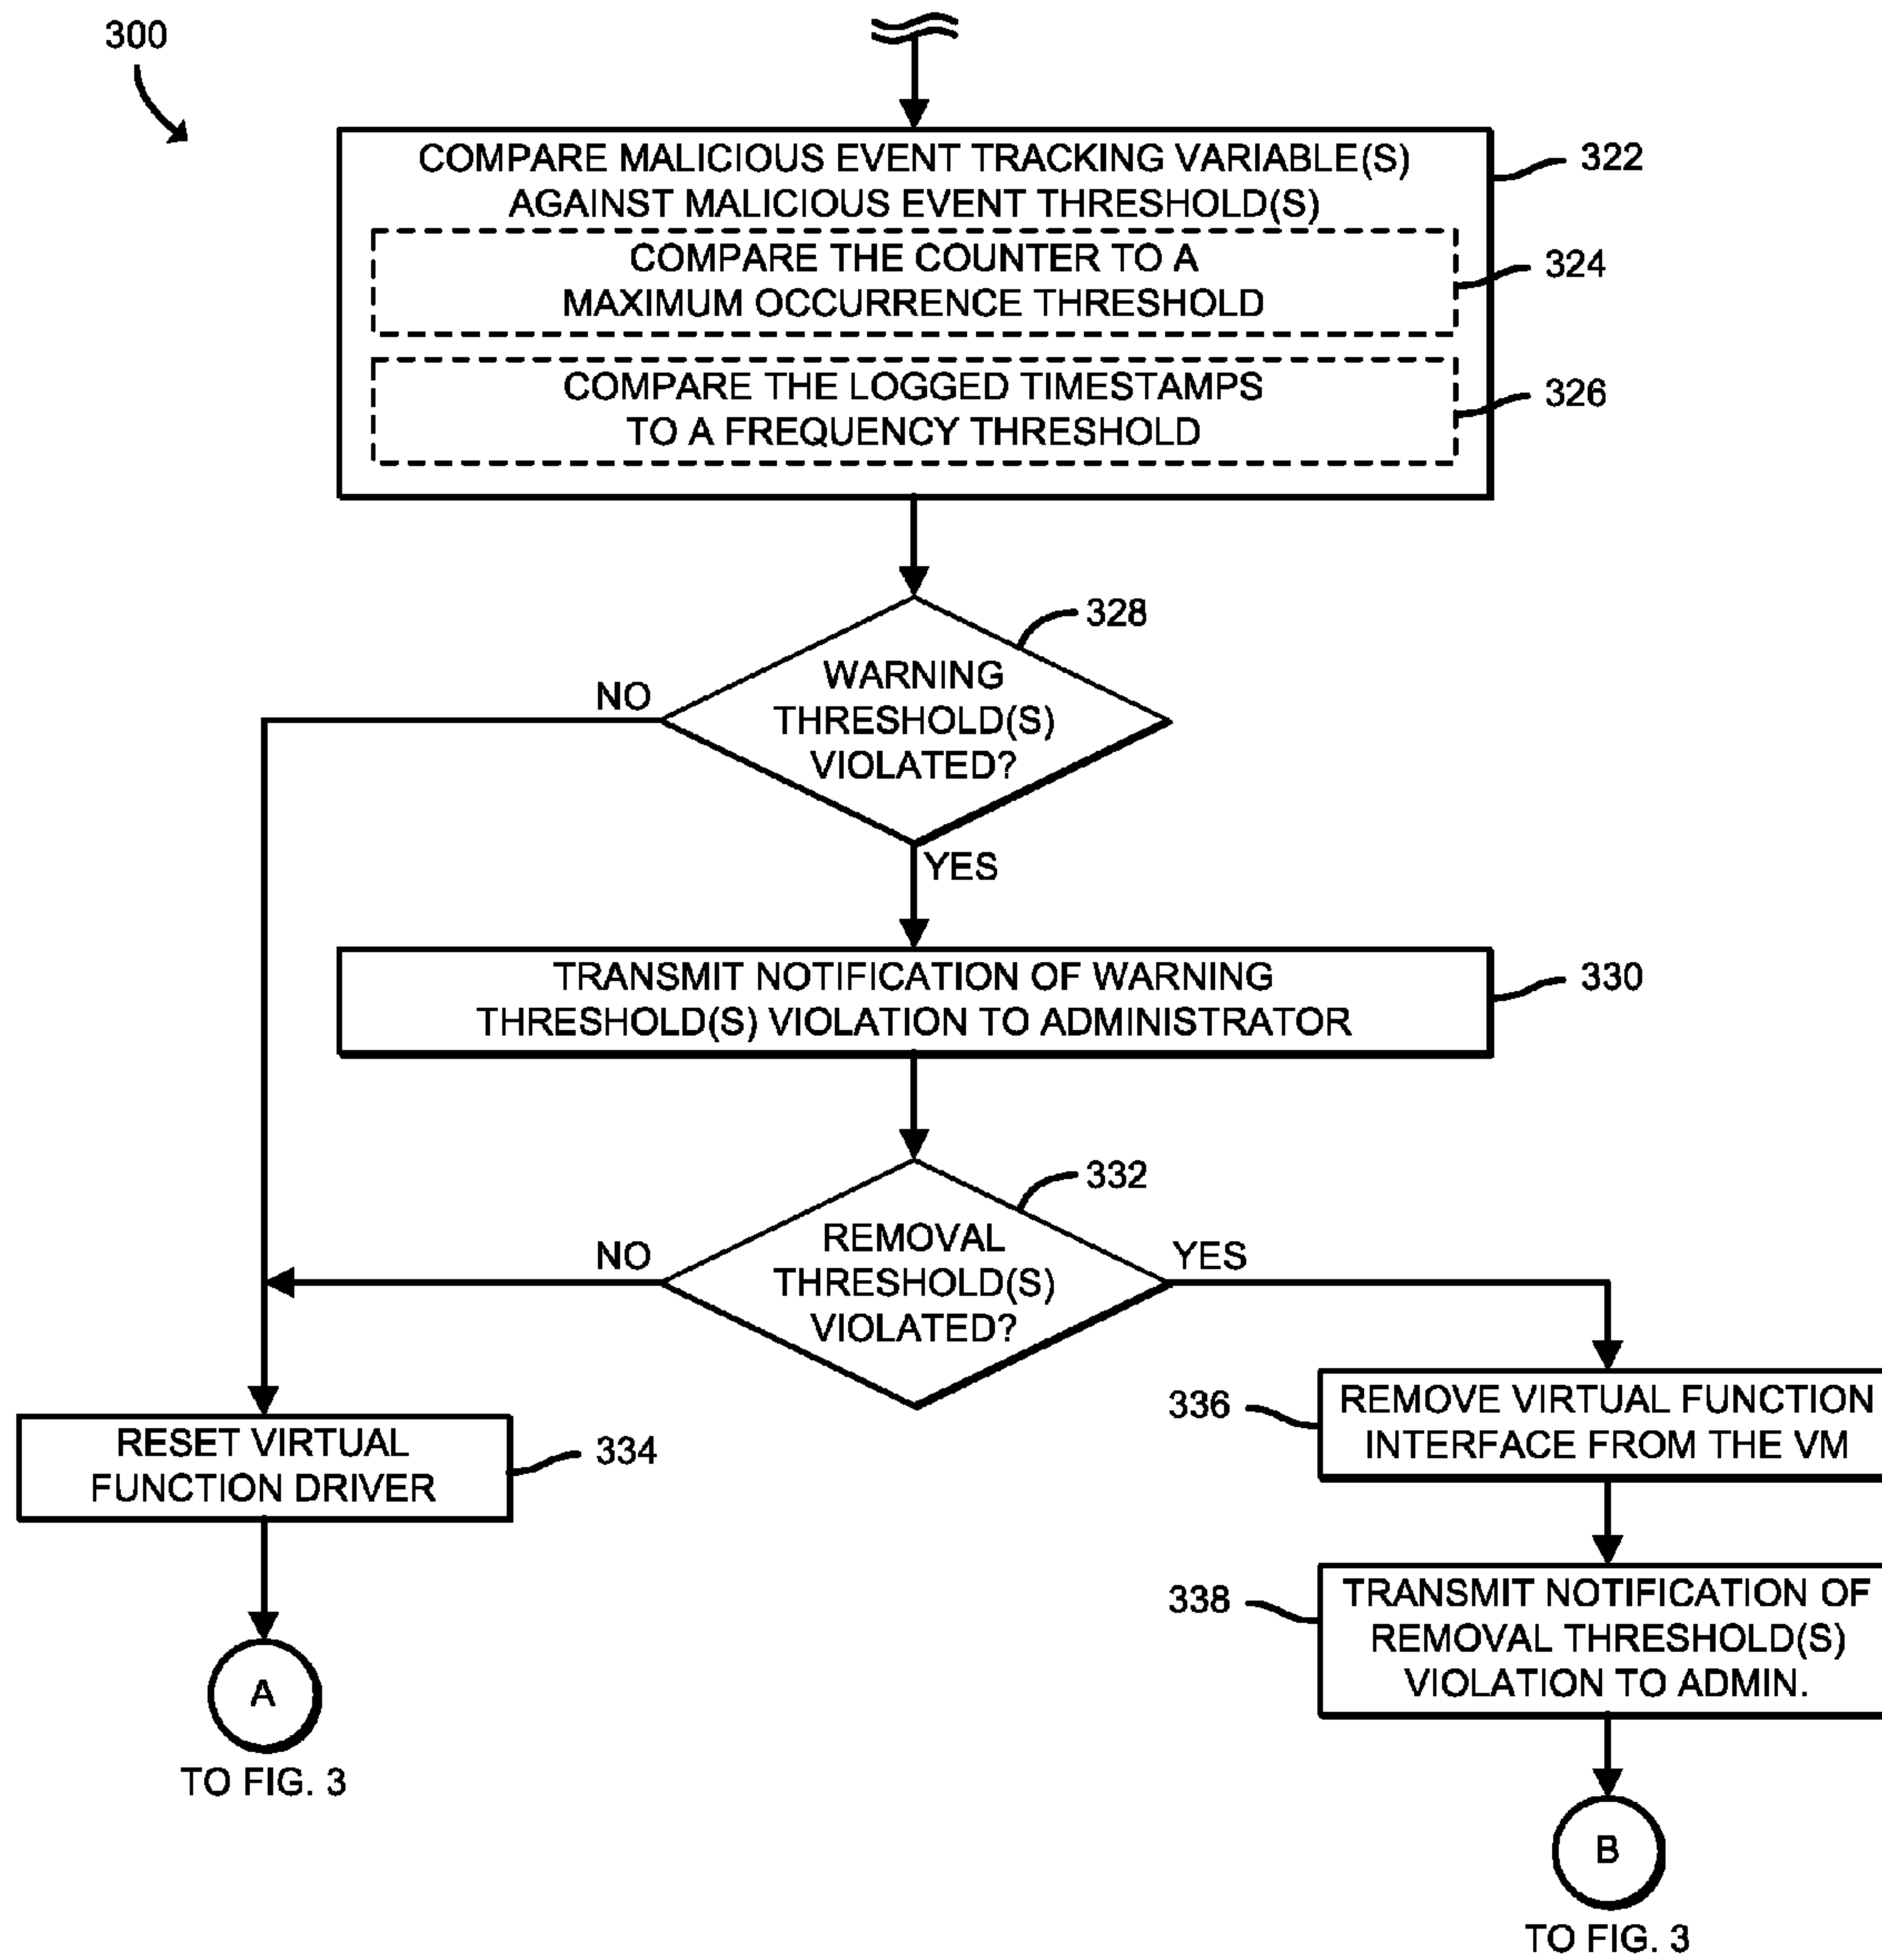 300
COMPARE MALICIOUS EVENT TRACKING VARIABLE(S)
AGAINST MALICIOUS EVENT THRESHOLD(S)
322
COMPARE THE COUNTER TO A
MAXIMUM OCCURRENCE THRESHOLD
324
COMPARE THE LOGGED TIMESTAMPS
TO A FREQUENCY THRESHOLD
326
328
WARNING
THRESHOLD(S)
VIOLATED?
NO
YES
TRANSMIT NOTIFICATION OF WARNING
THRESHOLD(S) VIOLATION TO ADMINISTRATOR
330
332
REMOVAL
THRESHOLD(S)
VIOLATED?
NO
YES
RESET VIRTUAL
FUNCTION DRIVER
334
336
REMOVE VIRTUAL FUNCTION
INTERFACE FROM THE VM
338
TRANSMIT NOTIFICATION OF
REMOVAL THRESHOLD(S)
VIOLATION TO ADMIN.
A
TO FIG. 3
B
TO FIG. 3